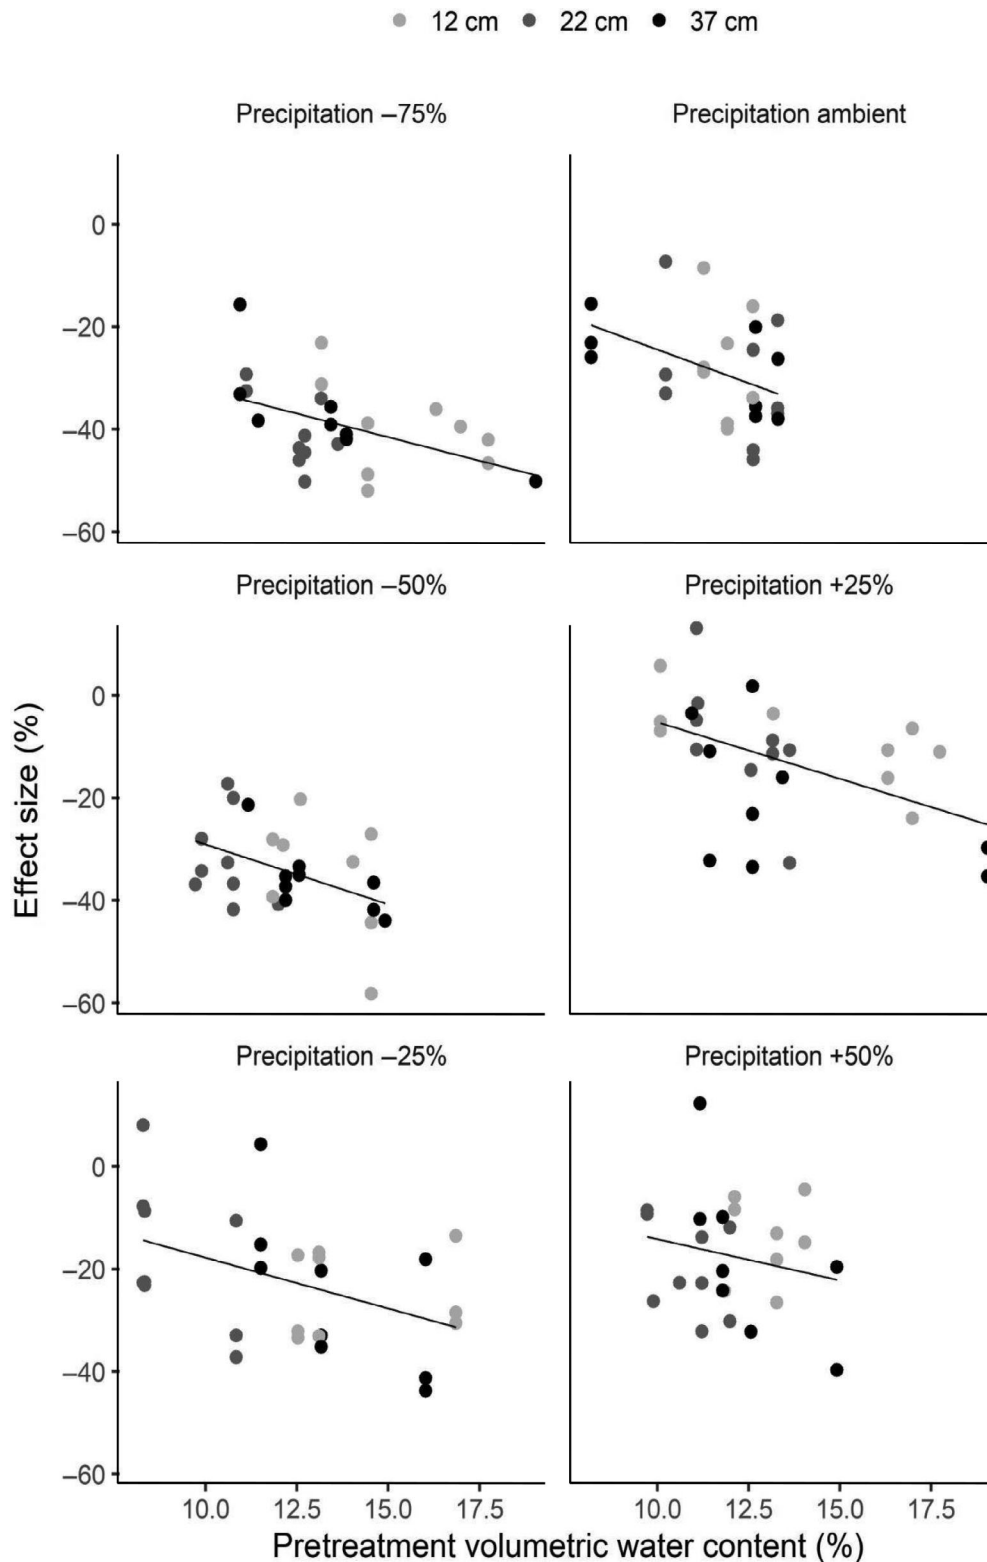 12 cm 22 cm 37 cm
Precipitation –75% Precipitation ambient
0
–20
–40
–60
Precipitation –50% Precipitation +25%
0
–20
–40
–60
Effect size (%)
Precipitation –25% Precipitation +50%
0
–20
–40
–60
10.0 12.5 15.0 17.5 10.0 12.5 15.0 17.5
Pretreatment volumetric water content (%)